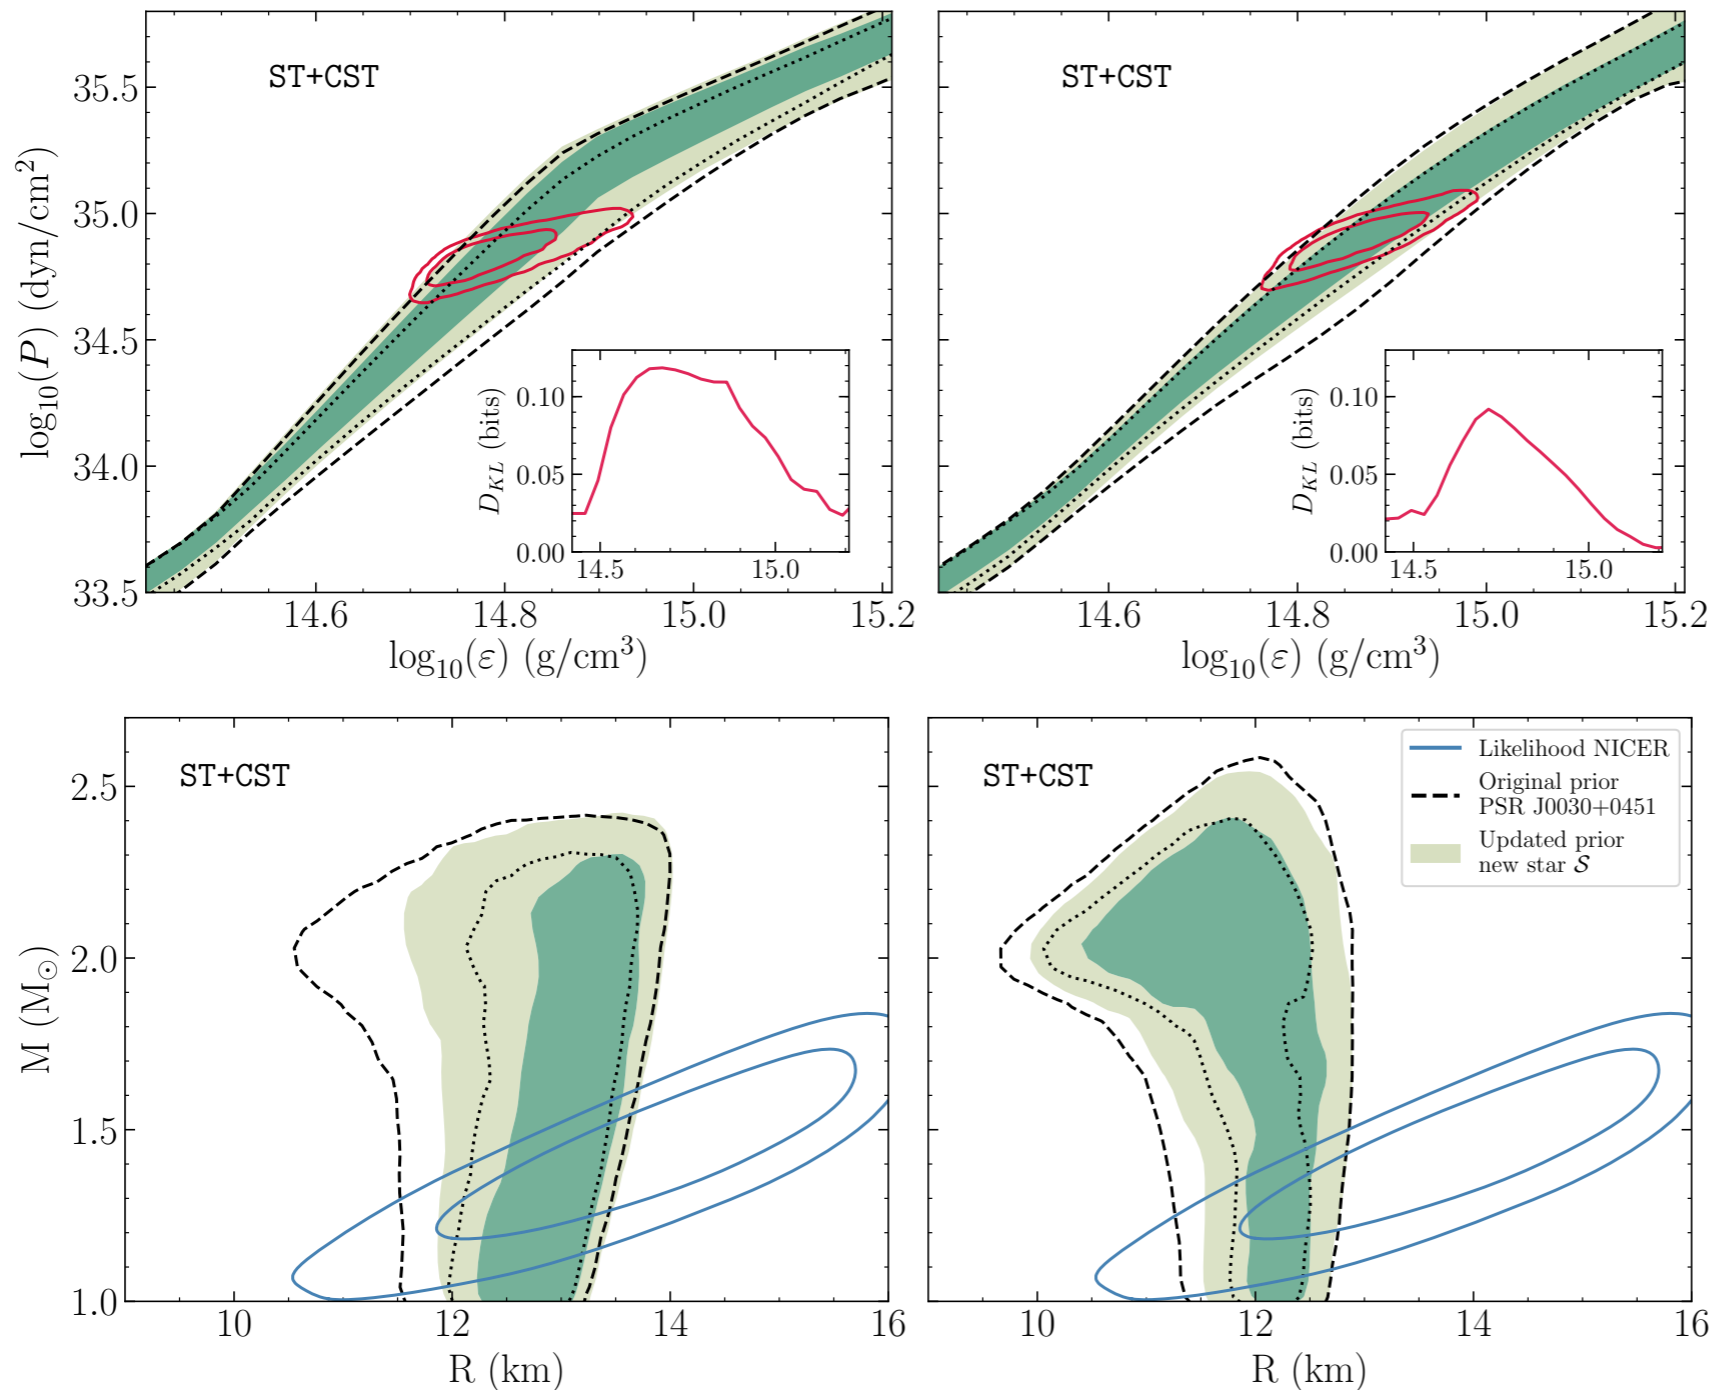 ST+CST
ST+CST
35.5
35.0
34.5
34.0
33.5
log10(P) (dyn/cm²)
0.10
0.05
0.00
D_KL (bits)
14.5 15.0
0.10
0.05
0.00
D_KL (bits)
14.5 15.0
14.6 14.8 15.0 15.2
log₁₀(ε) (g/cm³)
14.6 14.8 15.0 15.2
log₁₀(ε) (g/cm³)
ST+CST
ST+CST
Likelihood NICER
Original prior
PSR J0030+0451
Updated prior
new star 𝒮
2.5
2.0
1.5
1.0
M (M☉)
10 12 14 16
R (km)
10 12 14 16
R (km)